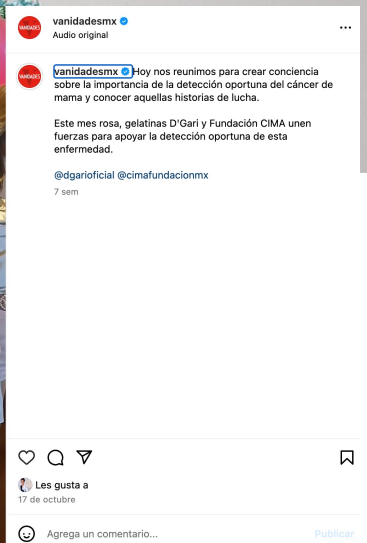 VANIDADES
vanidadesmx
Audio original
VANIDADES
vanidadesmx Hoy nos reunimos para crear conciencia
sobre la importancia de la detección oportuna del cáncer de
mama y conocer aquellas historias de lucha.
Este mes rosa, gelatinas D'Gari y Fundación CIMA unen
fuerzas para apoyar la detección oportuna de esta
enfermedad.
@dgarioficial @cimafundacionmx
7 sem
Les gusta a
17 de octubre
Agrega un comentario...
Publicar